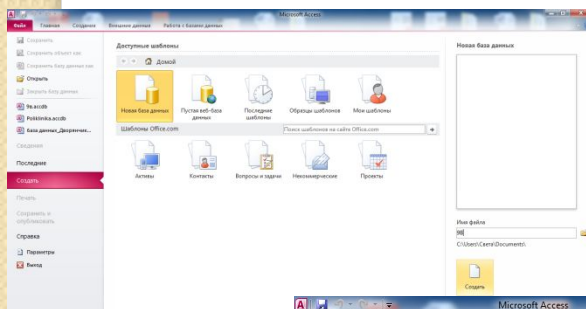 Microsoft Access
Файл Главная Создание Внешние данные Работа с базами данных
Сохранить
Сохранить объект как
Сохранить базу данных как
Открыть
Закрыть базу данных
9в.accdb
Poliklinika.accdb
Сведения
Последние
Создать
Печать
Сохранить и
опубликовать
Справка
Параметры
Выход
Доступные шаблоны
Домой
Новая база данных
Пустая веб-база
данных
Последние
шаблоны
Образцы шаблонов
Мои шаблоны
Шаблоны Office.com
Поиск шаблонов на сайте Office.com
Активы
Контакты
Вопросы и задачи
Некоммерческие
Проекты
Новая база данных
Имя файла
C:\Users\Света\Documents\
Создать
Microsoft Access